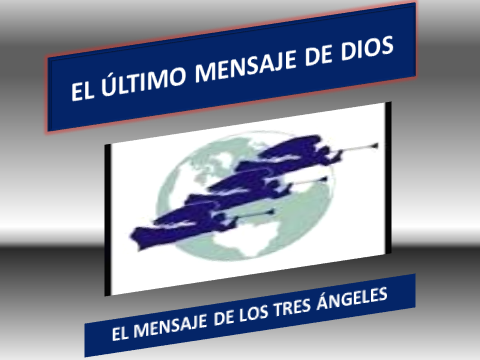 EL ÚLTIMO MENSAJE DE DIOS
EL MENSAJE DE LOS TRES ÁNGELES